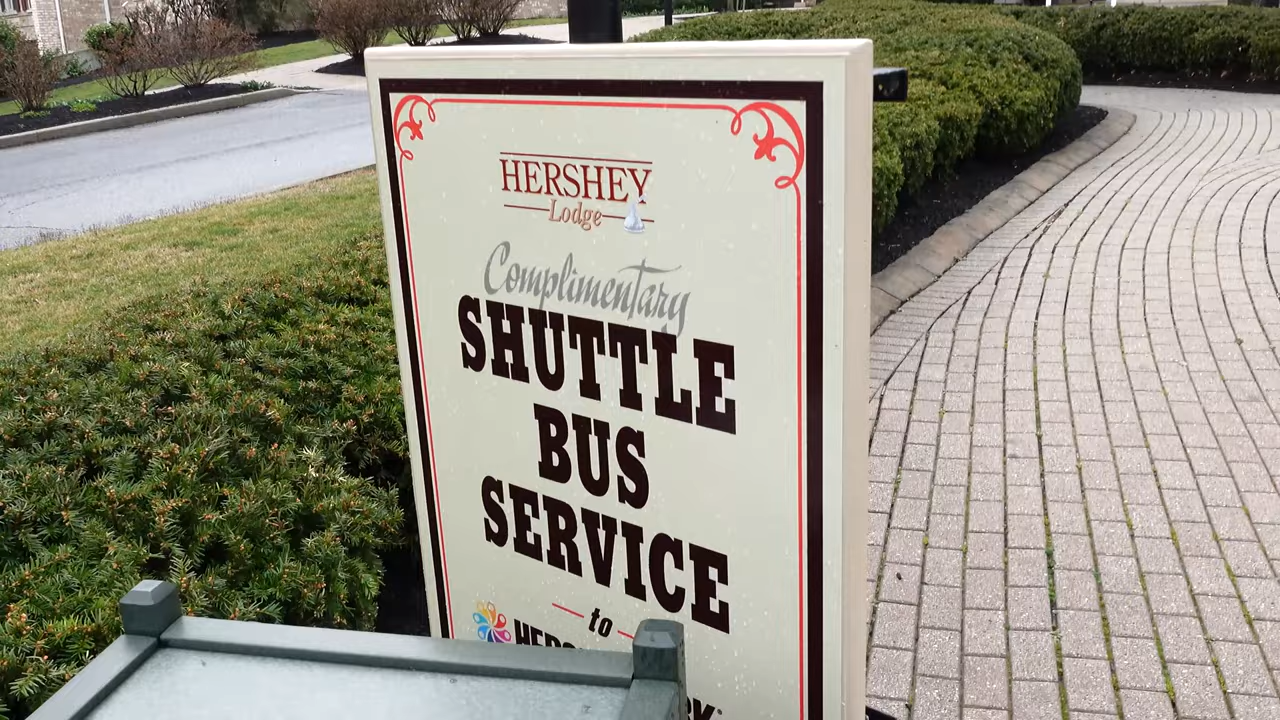 HERSHEY
Lodge
Complimentary
SHUTTLE
BUS
SERVICE
to